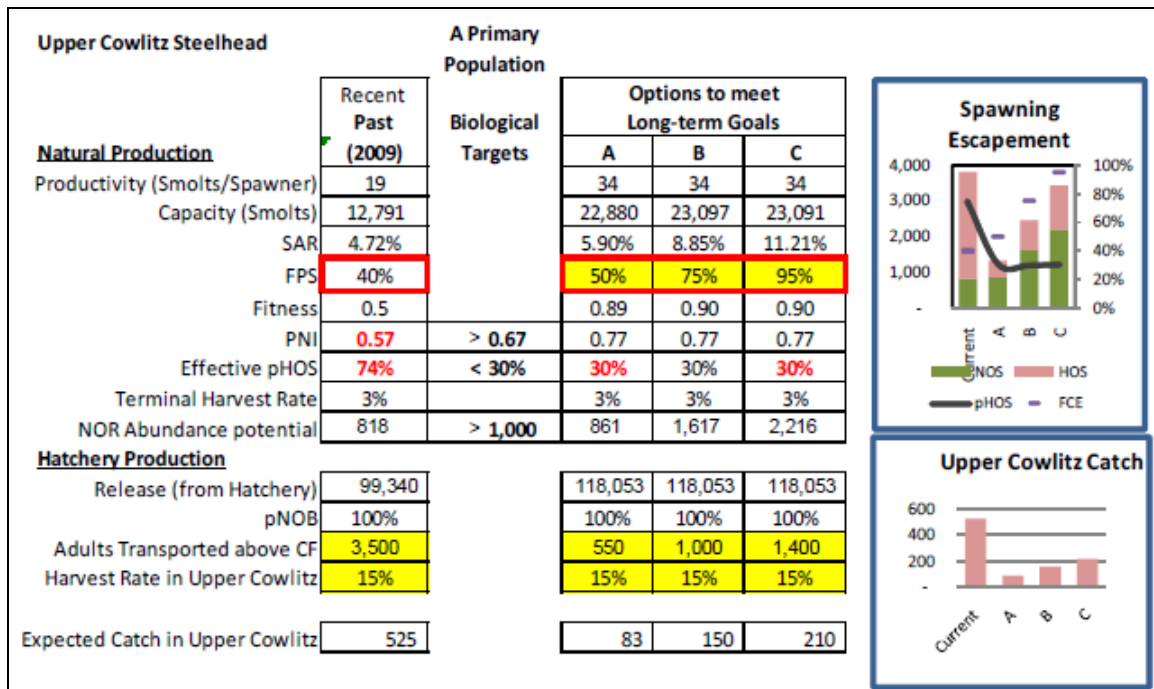 Upper Cowlitz Steelhead
A Primary
Population
Recent
Past
(2009)
Biological
Targets
Options to meet
Long-term Goals
Natural Production A B C
Productivity (Smolts/Spawner) 19 34 34 34
Capacity (Smolts) 12,791 22,880 23,097 23,091
SAR 4.72% 5.90% 8.85% 11.21%
FPS 40% 50% 75% 95%
Fitness 0.5 0.89 0.90 0.90
PNI 0.57 > 0.67 0.77 0.77 0.77
Effective pHOS 74% < 30% 30% 30% 30%
Terminal Harvest Rate 3% 3% 3% 3%
NOR Abundance potential 818 > 1,000 861 1,617 2,216
Hatchery Production
Release (from Hatchery) 99,340 118,053 118,053 118,053
pNOB 100% 100% 100% 100%
Adults Transported above CF 3,500 550 1,000 1,400
Harvest Rate in Upper Cowlitz 15% 15% 15% 15%
Expected Catch in Upper Cowlitz 525 83 150 210
Spawning
Escapement
4,000 100%
80%
3,000
60%
2,000
40%
1,000
20%
- 0%
Current A B C
NOS HOS
pHOS FCE
Upper Cowlitz Catch
600
400
200
-
Current A B C